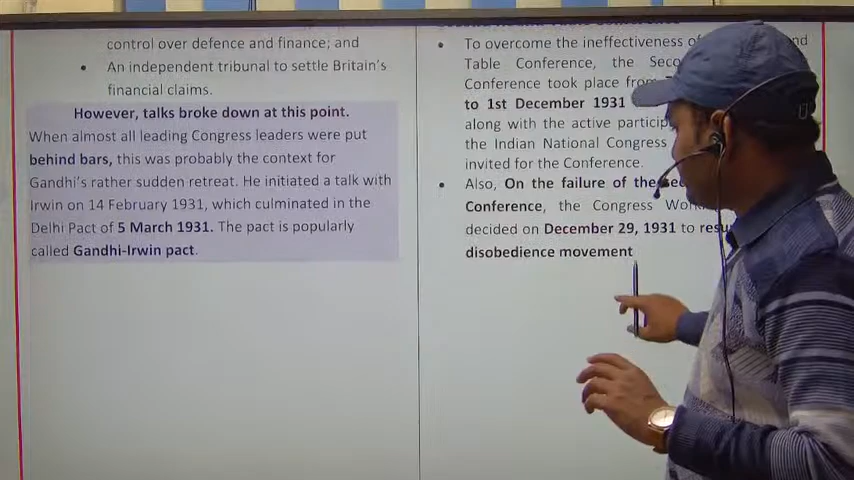 control over defence and finance; and
• An independent tribunal to settle Britain's
financial claims.
However, talks broke down at this point.
When almost all leading Congress leaders were put
behind bars, this was probably the context for
Gandhi's rather sudden retreat. He initiated a talk with
Irwin on 14 February 1931, which culminated in the
Delhi Pact of 5 March 1931. The pact is popularly
called Gandhi-Irwin pact.
• To overcome the ineffectiveness of
Table Conference, the
Conference took place from
to 1st December 1931
along with the active
the Indian National Congress
invited for the Conference.
• Also, On the failure of the
Conference, the Congress
decided on December 29, 1931 to
disobedience movement